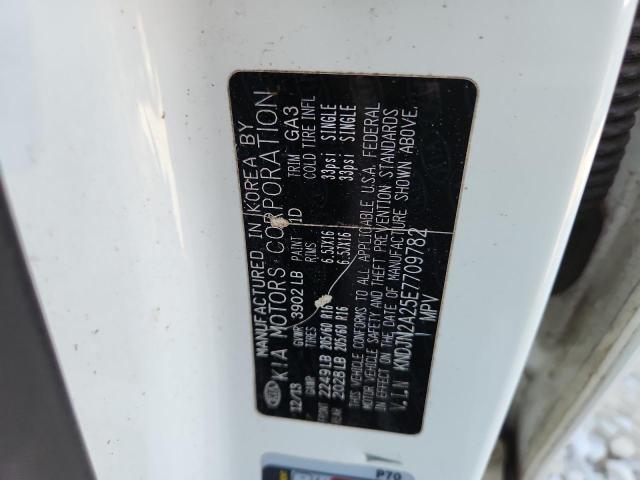 MANUFACTURED IN KOREA BY
KIA MOTORS CORPORATION
12/13 GVWR 3902 LB PAINT 1D TRIM GA3
GAWR TIRES RIMS COLD TIRE INFL
2249LB 205/60 R16 6.5JX16 33psi SINGLE
2028LB 205/60 R16 6.5JX16 33psi SINGLE
THIS VEHICLE CONFORMS TO ALL APPLICABLE U.S.A. FEDERAL
MOTOR VEHICLE SAFETY AND THEFT PREVENTION STANDARDS
IN EFFECT ON THE DATE OF MANUFACTURE SHOWN ABOVE.
V.I.N KNDJN2A25E7709782
MPV
P70